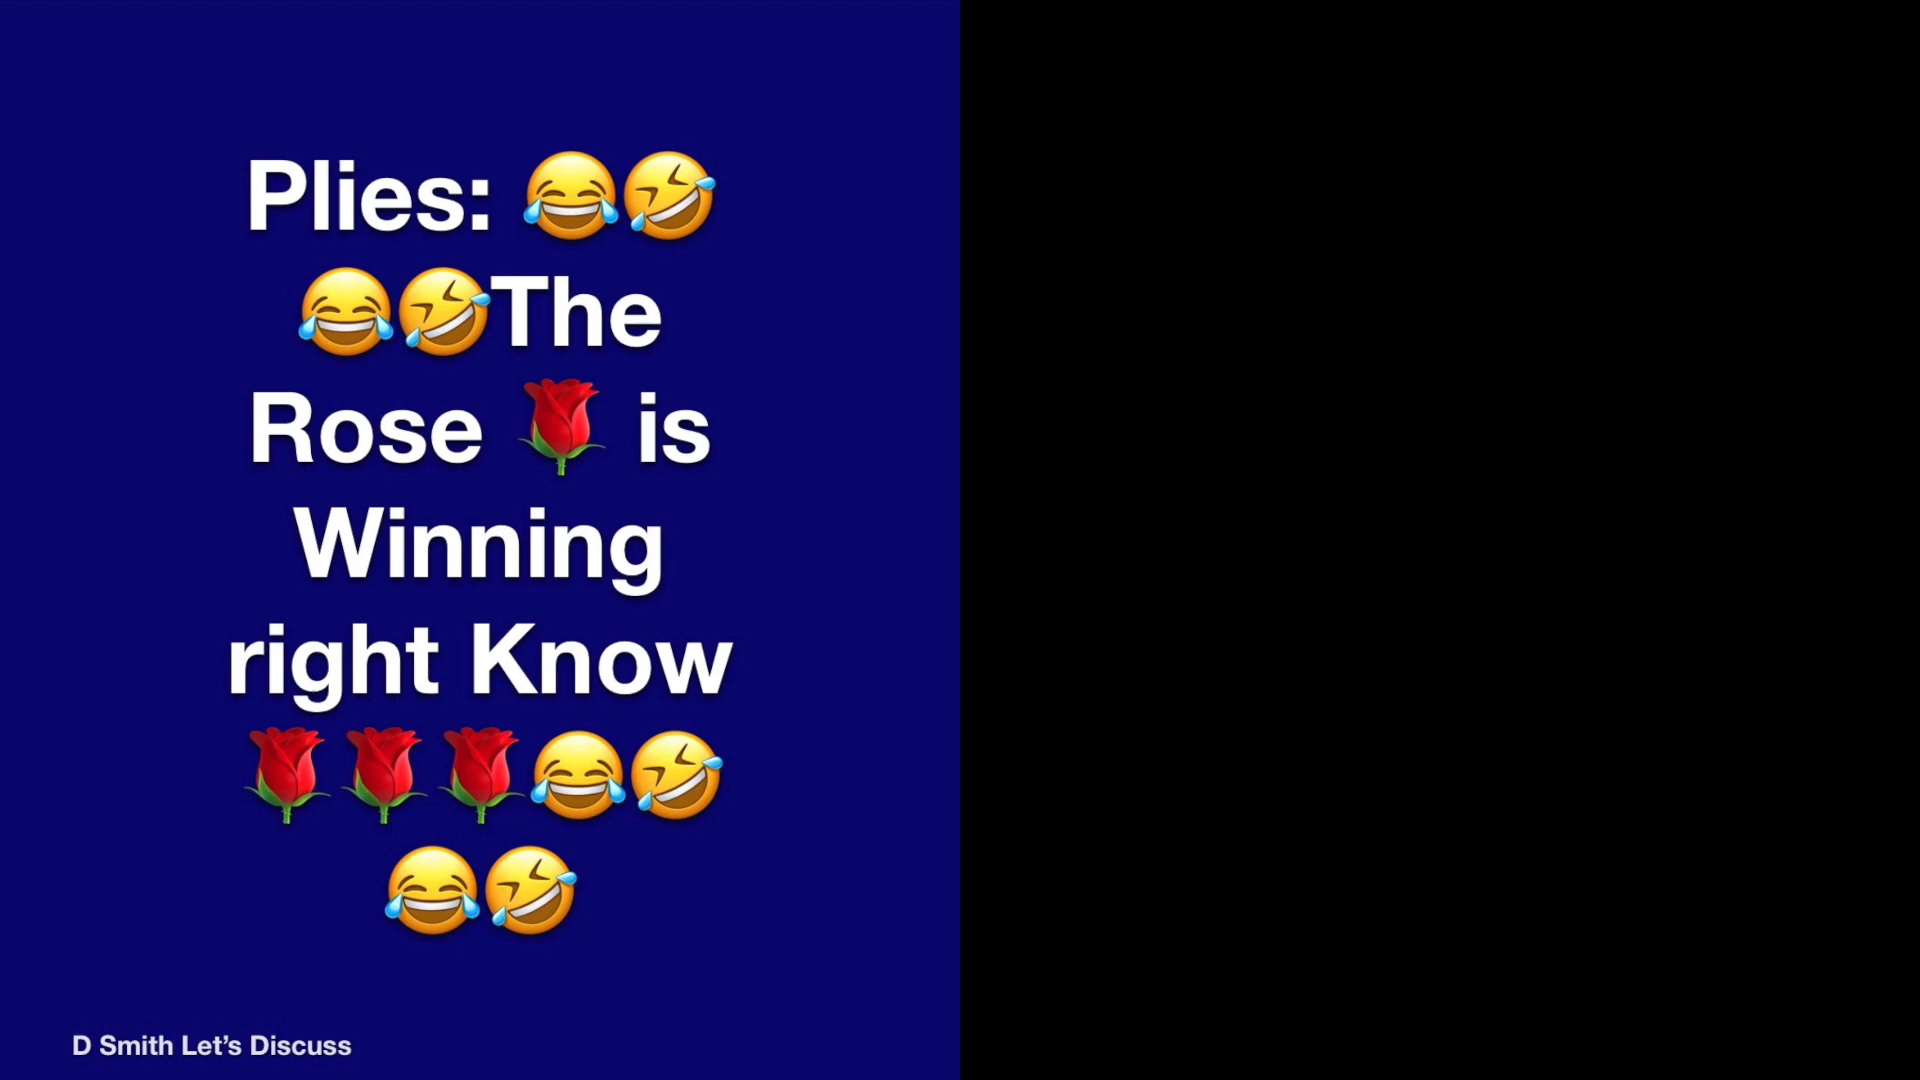 Plies: 😂🤣
😂🤣The
Rose 🌹 is
Winning
right Know
🌹🌹🌹😂🤣
😂🤣
D Smith Let’s Discuss